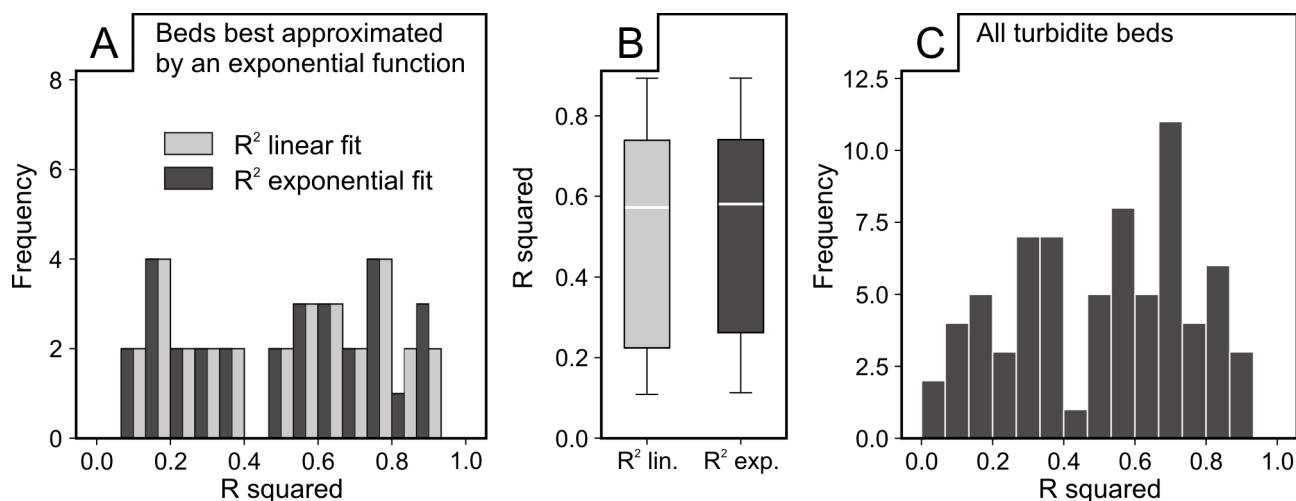 A
Beds best approximated
by an exponential function
R² linear fit
R² exponential fit
Frequency
8
6
4
2
0
0.0 0.2 0.4 0.6 0.8 1.0
R squared
B
R squared
0.8
0.6
0.4
0.2
0.0
R² lin. R² exp.
C
All turbidite beds
Frequency
12.5
10.0
7.5
5.0
2.5
0.0
0.0 0.2 0.4 0.6 0.8 1.0
R squared